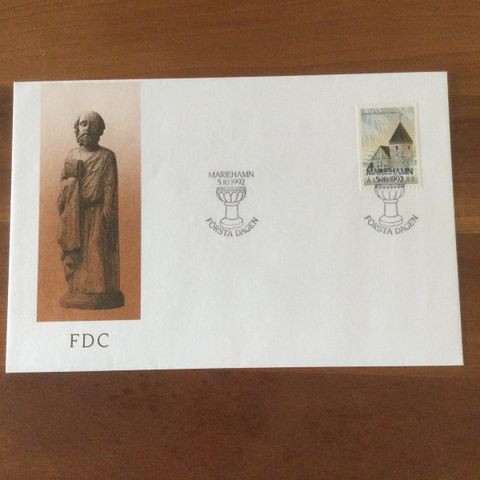 MARIEHAMN
5.10.1992
FÖRSTA DAGEN
MARIEHAMN
5.10.1992
FÖRSTA DAGEN
FDC